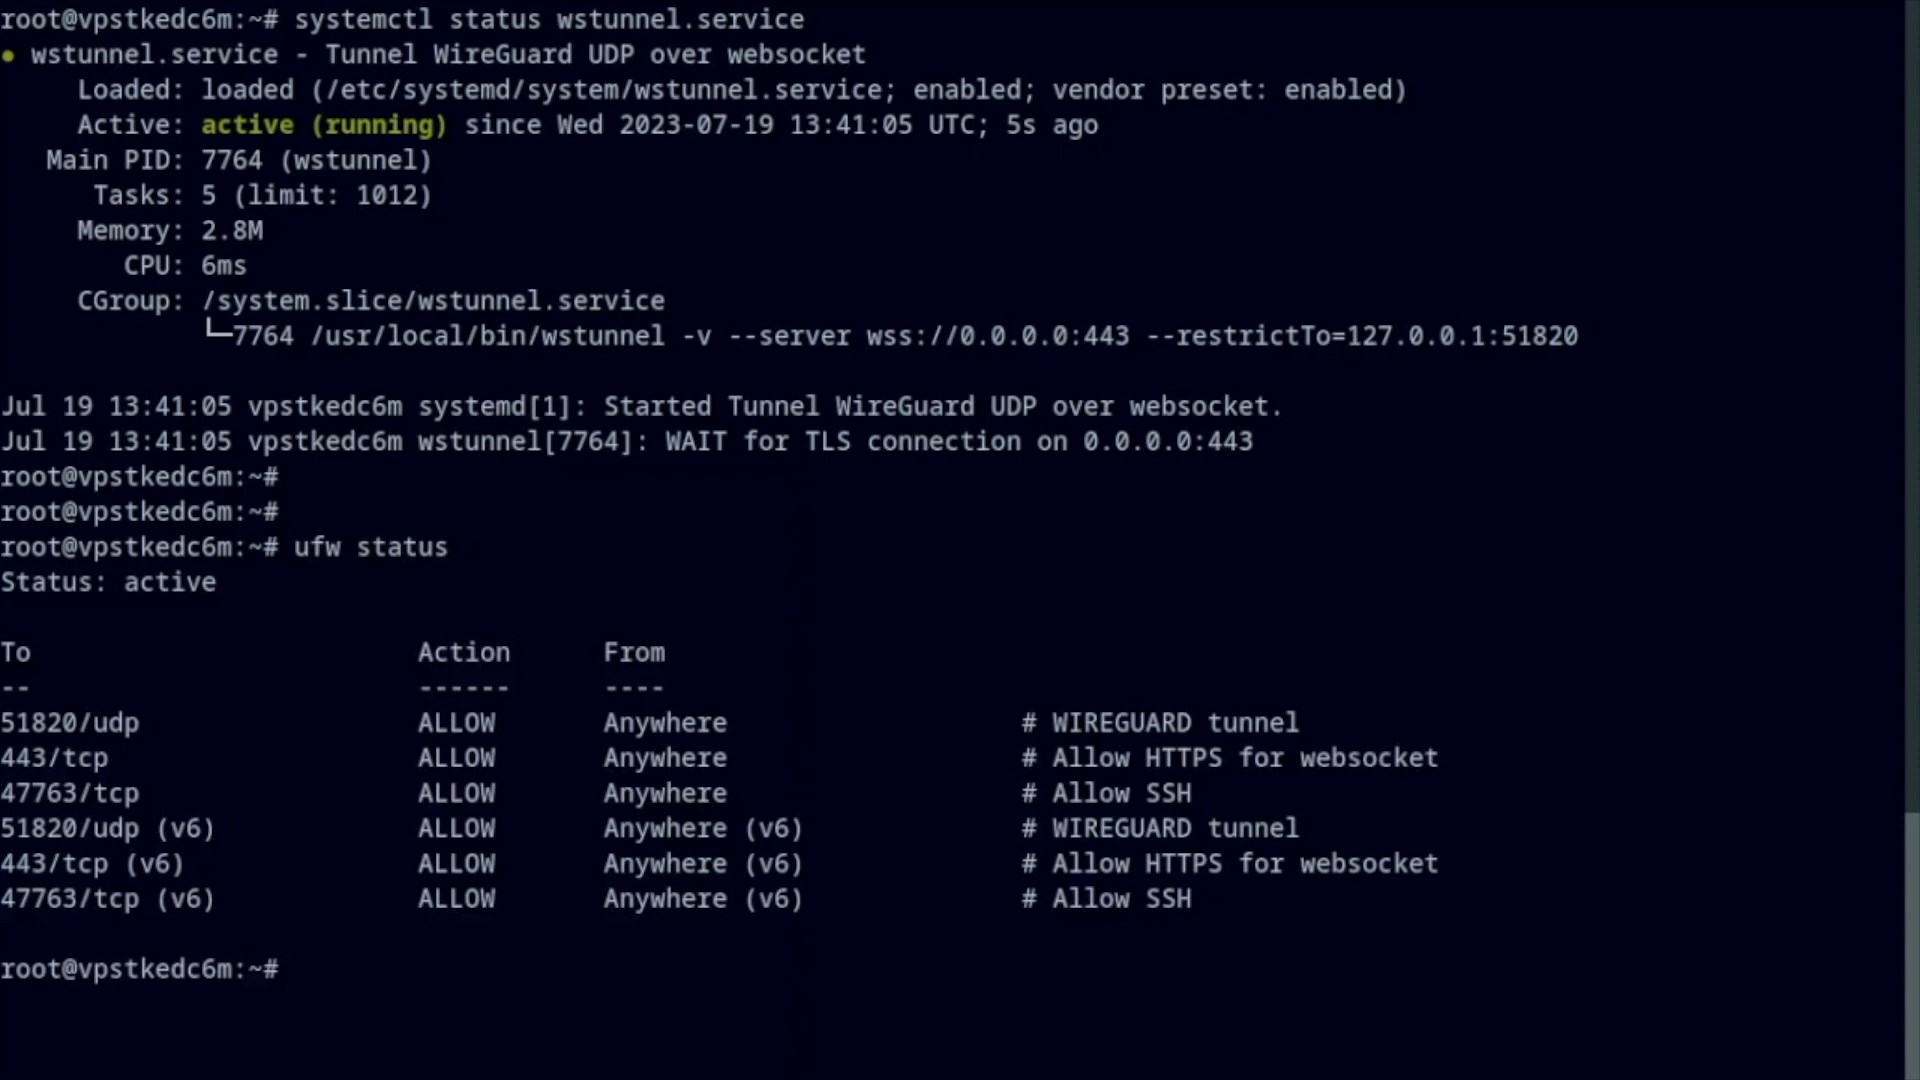 root@vpstkedc6m:~# systemctl status wstunnel.service
● wstunnel.service - Tunnel WireGuard UDP over websocket
     Loaded: loaded (/etc/systemd/system/wstunnel.service; enabled; vendor preset: enabled)
     Active: active (running) since Wed 2023-07-19 13:41:05 UTC; 5s ago
   Main PID: 7764 (wstunnel)
      Tasks: 5 (limit: 1012)
     Memory: 2.8M
        CPU: 6ms
     CGroup: /system.slice/wstunnel.service
             └─7764 /usr/local/bin/wstunnel -v --server wss://0.0.0.0:443 --restrictTo=127.0.0.1:51820
Jul 19 13:41:05 vpstkedc6m systemd[1]: Started Tunnel WireGuard UDP over websocket.
Jul 19 13:41:05 vpstkedc6m wstunnel[7764]: WAIT for TLS connection on 0.0.0.0:443
root@vpstkedc6m:~#
root@vpstkedc6m:~#
root@vpstkedc6m:~# ufw status
Status: active
To                         Action      From
--                         ------      ----
51820/udp                  ALLOW       Anywhere                   # WIREGUARD tunnel
443/tcp                    ALLOW       Anywhere                   # Allow HTTPS for websocket
47763/tcp                  ALLOW       Anywhere                   # Allow SSH
51820/udp (v6)             ALLOW       Anywhere (v6)              # WIREGUARD tunnel
443/tcp (v6)               ALLOW       Anywhere (v6)              # Allow HTTPS for websocket
47763/tcp (v6)             ALLOW       Anywhere (v6)              # Allow SSH
root@vpstkedc6m:~#